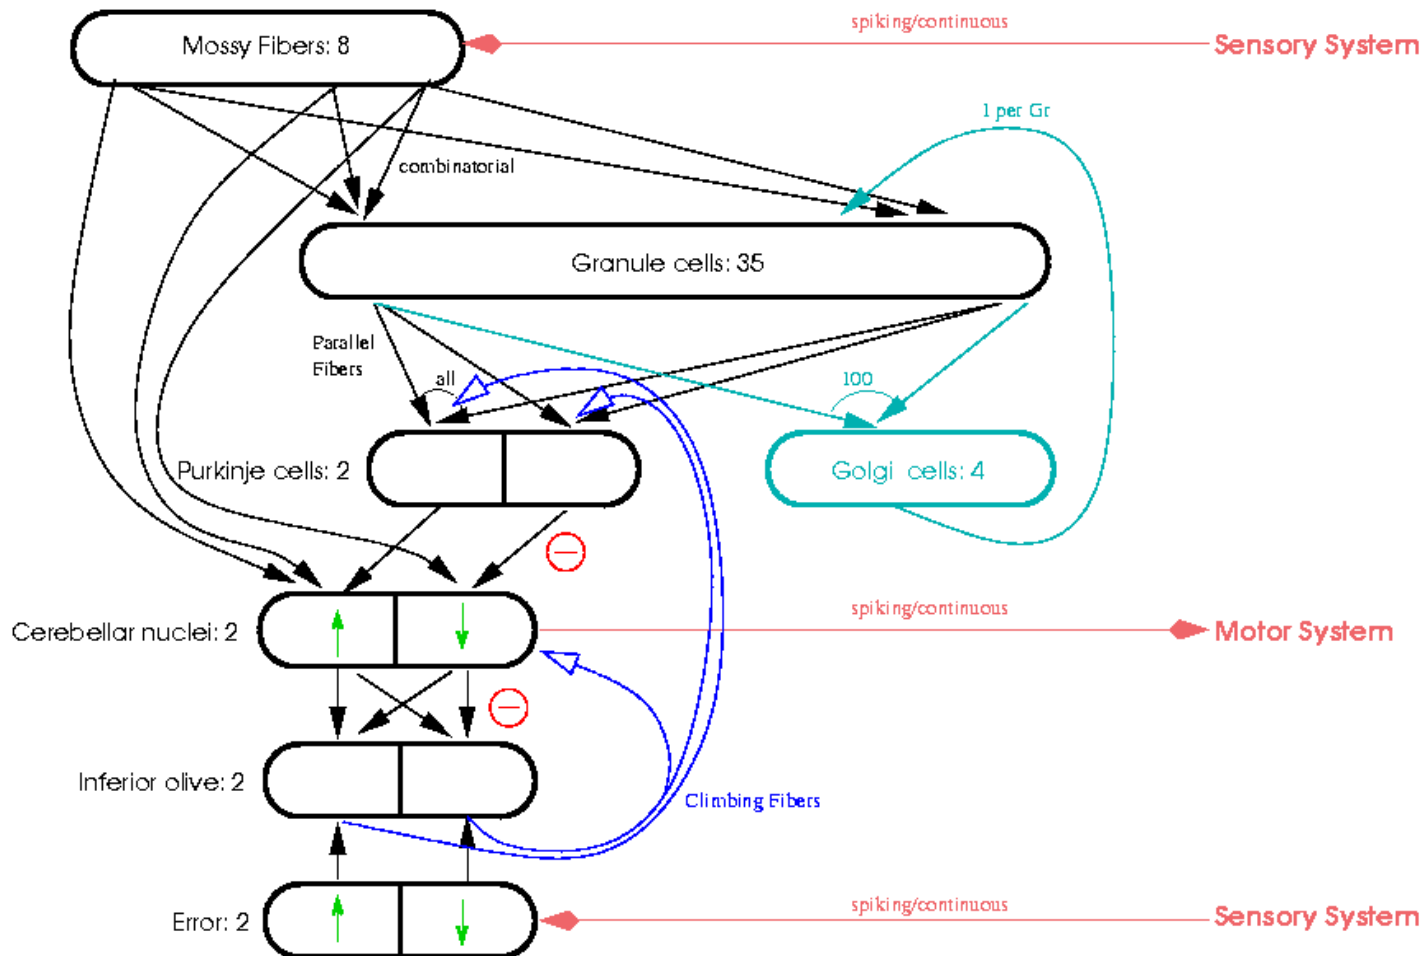 spiking/continuous
Mossy Fibers: 8
Sensory System
1 per Gr
combinatorial
Granule cells: 35
Parallel
Fibers
all
100
Purkinje cells: 2
Golgi cells: 4
spiking/continuous
Cerebellar nuclei: 2
Motor System
Inferior olive: 2
Climbing Fibers
spiking/continuous
Error: 2
Sensory System